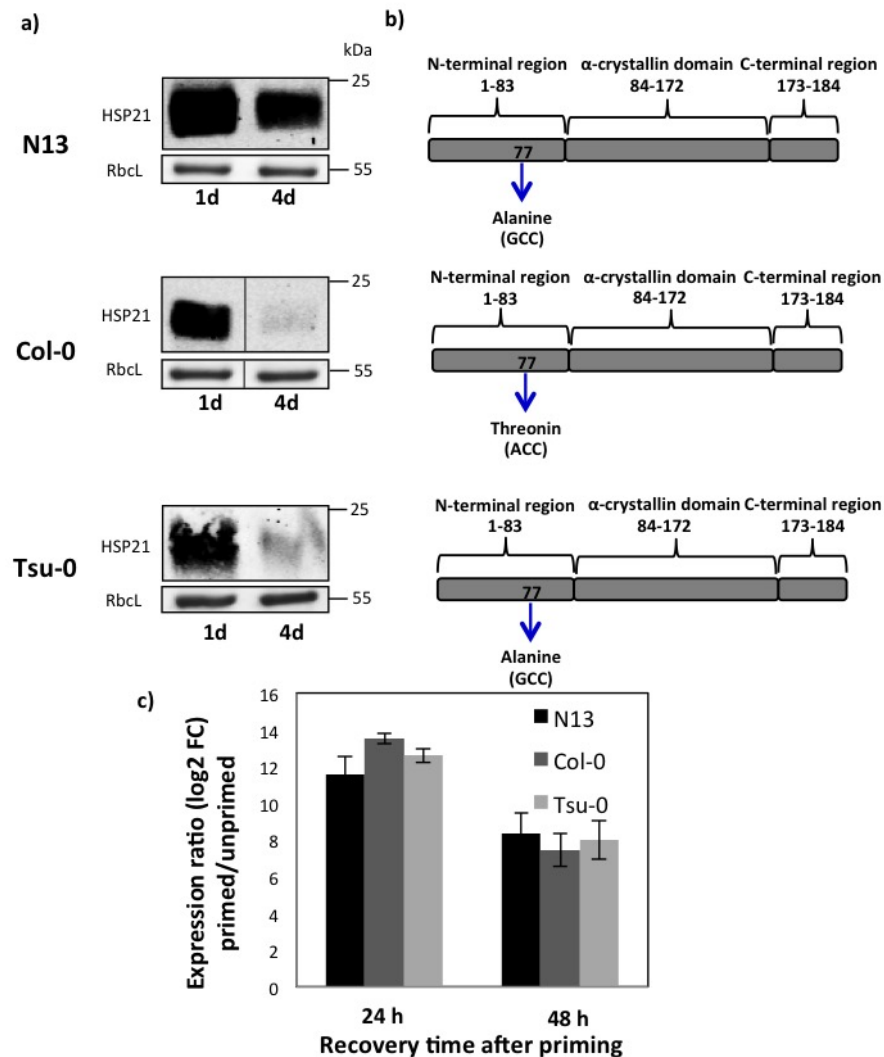 a)
kDa
25
HSP21
N13
RbcL
55
1d 4d
25
HSP21
Col-0
RbcL
55
1d 4d
25
HSP21
Tsu-0
RbcL
55
1d 4d
b)
N-terminal region α-crystallin domain C-terminal region
1-83 84-172 173-184
77
Alanine
(GCC)
N-terminal region α-crystallin domain C-terminal region
1-83 84-172 173-184
77
Threonin
(ACC)
N-terminal region α-crystallin domain C-terminal region
1-83 84-172 173-184
77
Alanine
(GCC)
c)
Expression ratio (log2 FC)
primed/unprimed
16
14
12
10
8
6
4
2
0
N13
Col-0
Tsu-0
24 h 48 h
Recovery time after priming